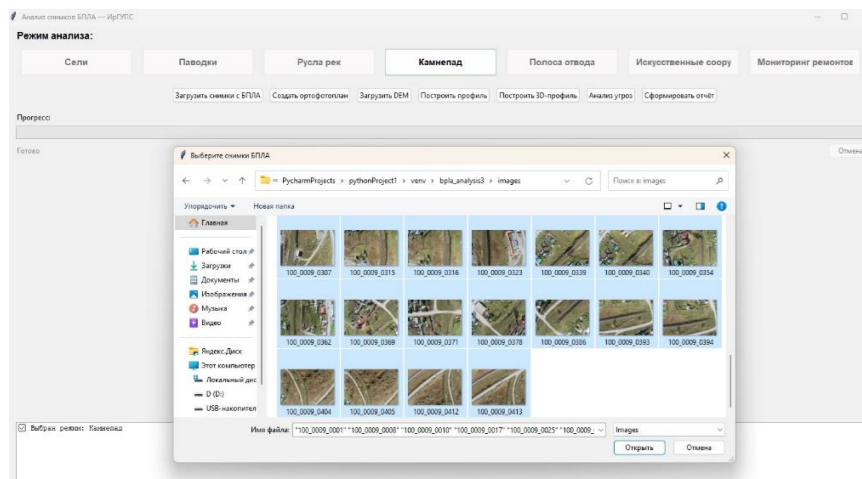 Анализ снимков БПЛА — ИрГУПС
Режим анализа:
Сели
Паводки
Русла рек
Камнепад
Полоса отвода
Искусственные соору
Мониторинг ремонтов
Загрузить снимки с БПЛА
Создать ортофотоплан
Загрузить DEM
Построить профиль
Построить 3D-профиль
Анализ угроз
Сформировать отчёт
Прогресс:
Готово
Отмена
Выберите снимки БПЛА
PycharmProjects > pythonProject1 > venv > bpla_analysis3 > images
Поиск в: images
Упорядочить
Новая папка
Главная
Рабочий стол
Загрузки
Документы
Изображения
Музыка
Видео
Яндекс.Диск
Этот компьютер
Локальный дис
D (D:)
USB-накопител
100_0009_0307 100_0009_0315 100_0009_0316 100_0009_0323 100_0009_0339 100_0009_0340 100_0009_0354
100_0009_0362 100_0009_0369 100_0009_0371 100_0009_0378 100_0009_0386 100_0009_0393 100_0009_0394
100_0009_0404 100_0009_0405 100_0009_0412 100_0009_0413
Имя файла: "100_0009_0001" "100_0009_0008" "100_0009_0010" "100_0009_0017" "100_0009_0025" "100_0009_
Images
Открыть
Отмена
Выбран режим: Камнепад